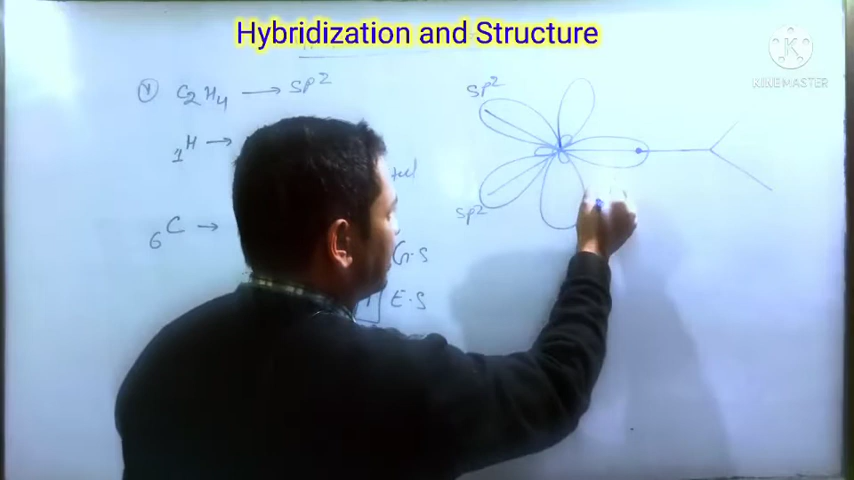 Hybridization and Structure
KINEMASTER
C2H4 → sp2
1H →
6C →
G.S
E.S
sp2
sp2